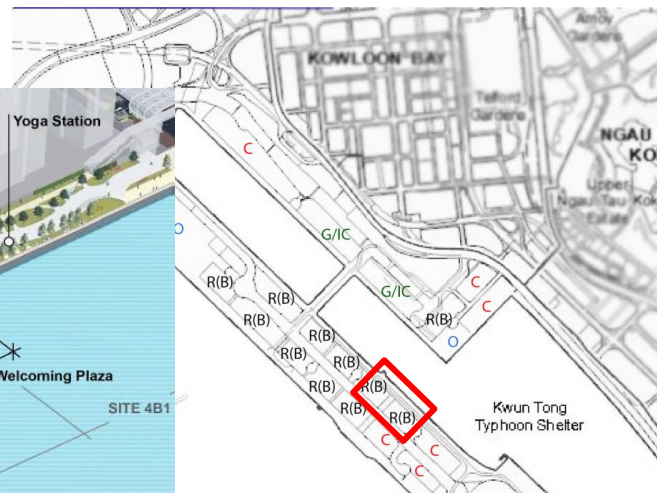 Yoga Station
Welcoming Plaza
SITE 4B1
KOWLOON BAY
Amoy
Gardens
Telford
Gardens
NGAU
KO
Upper
Ngau Tau Kok
Estate
C
G/IC
G/IC
C
C
R(B)
O
O
R(B)
R(B)
R(B)
R(B)
R(B)
R(B)
R(B)
R(B)
R(B)
R(B)
C
C
C
Kwun Tong
Typhoon Shelter